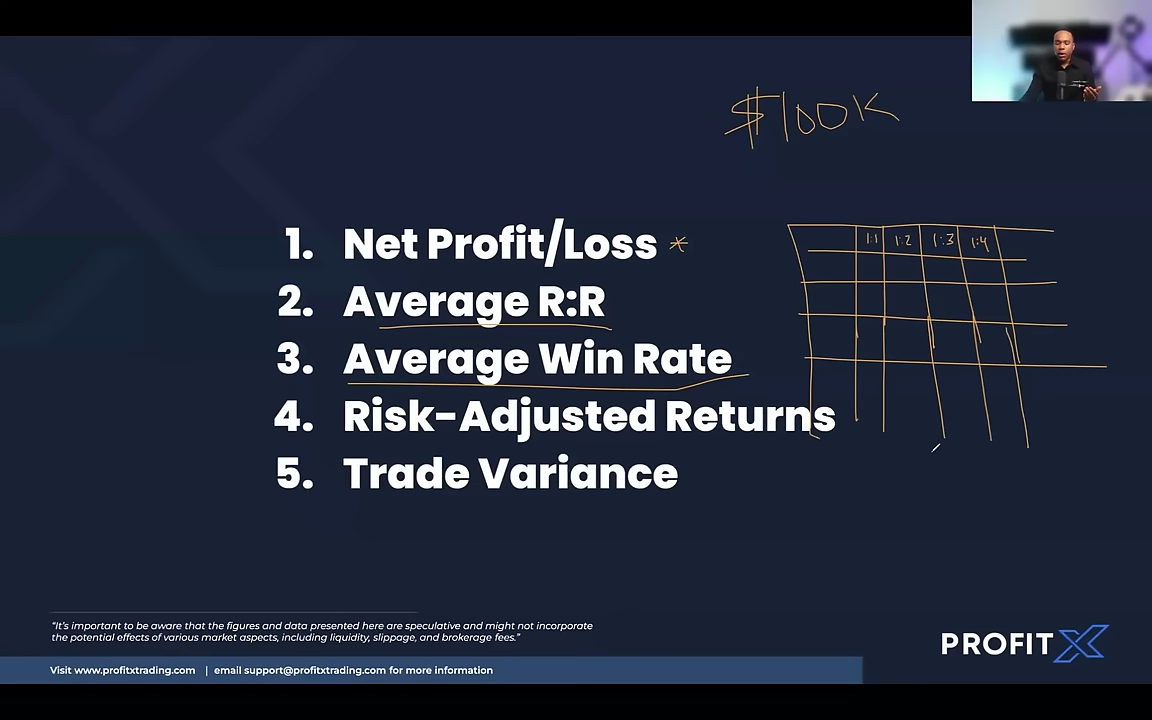 $100K
1. Net Profit/Loss *
2. Average R:R
3. Average Win Rate
4. Risk-Adjusted Returns
5. Trade Variance
1:1 1:2 1:3 1:4
“It’s important to be aware that the figures and data presented here are speculative and might not incorporate
the potential effects of various market aspects, including liquidity, slippage, and brokerage fees.”
PROFIT X
Visit www.profitxtrading.com | email support@profitxtrading.com for more information